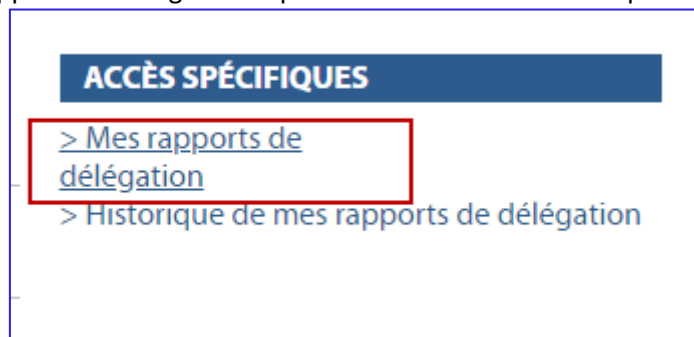 ACCÈS SPÉCIFIQUES
> Mes rapports de
délégation
> Historique de mes rapports de délégation